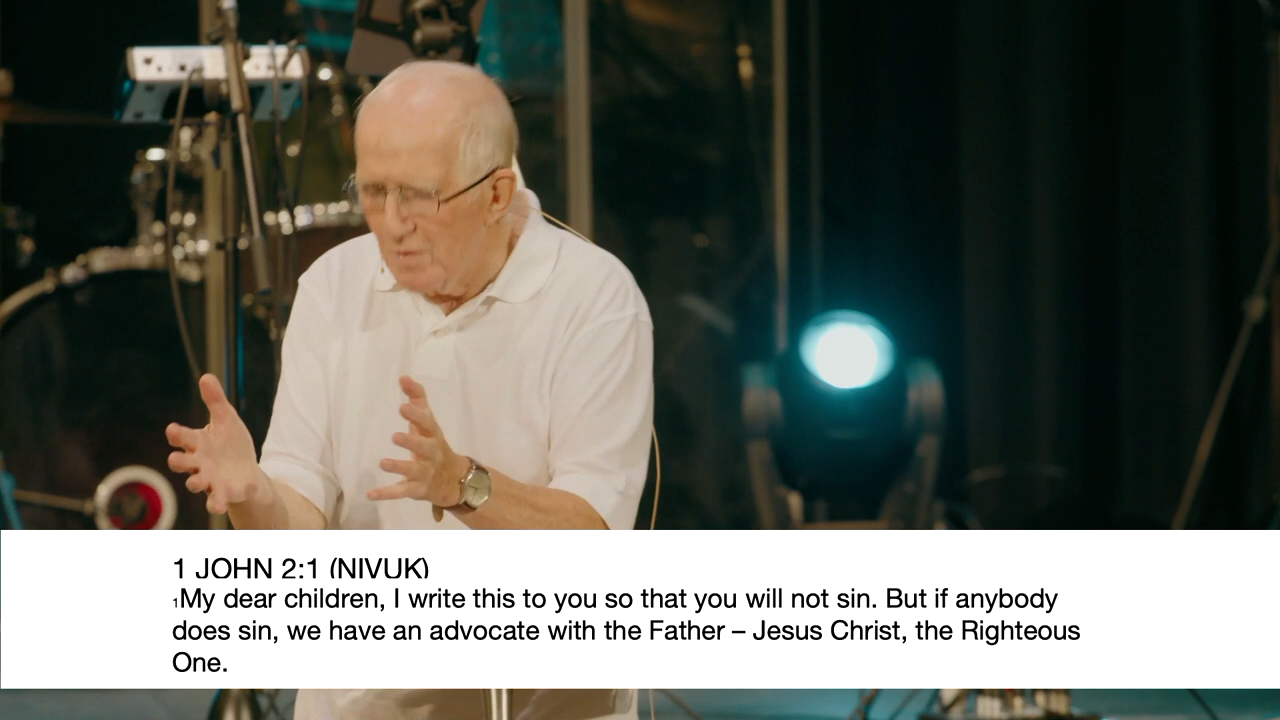 1 JOHN 2:1 (NIVUK)
1My dear children, I write this to you so that you will not sin. But if anybody
does sin, we have an advocate with the Father – Jesus Christ, the Righteous
One.